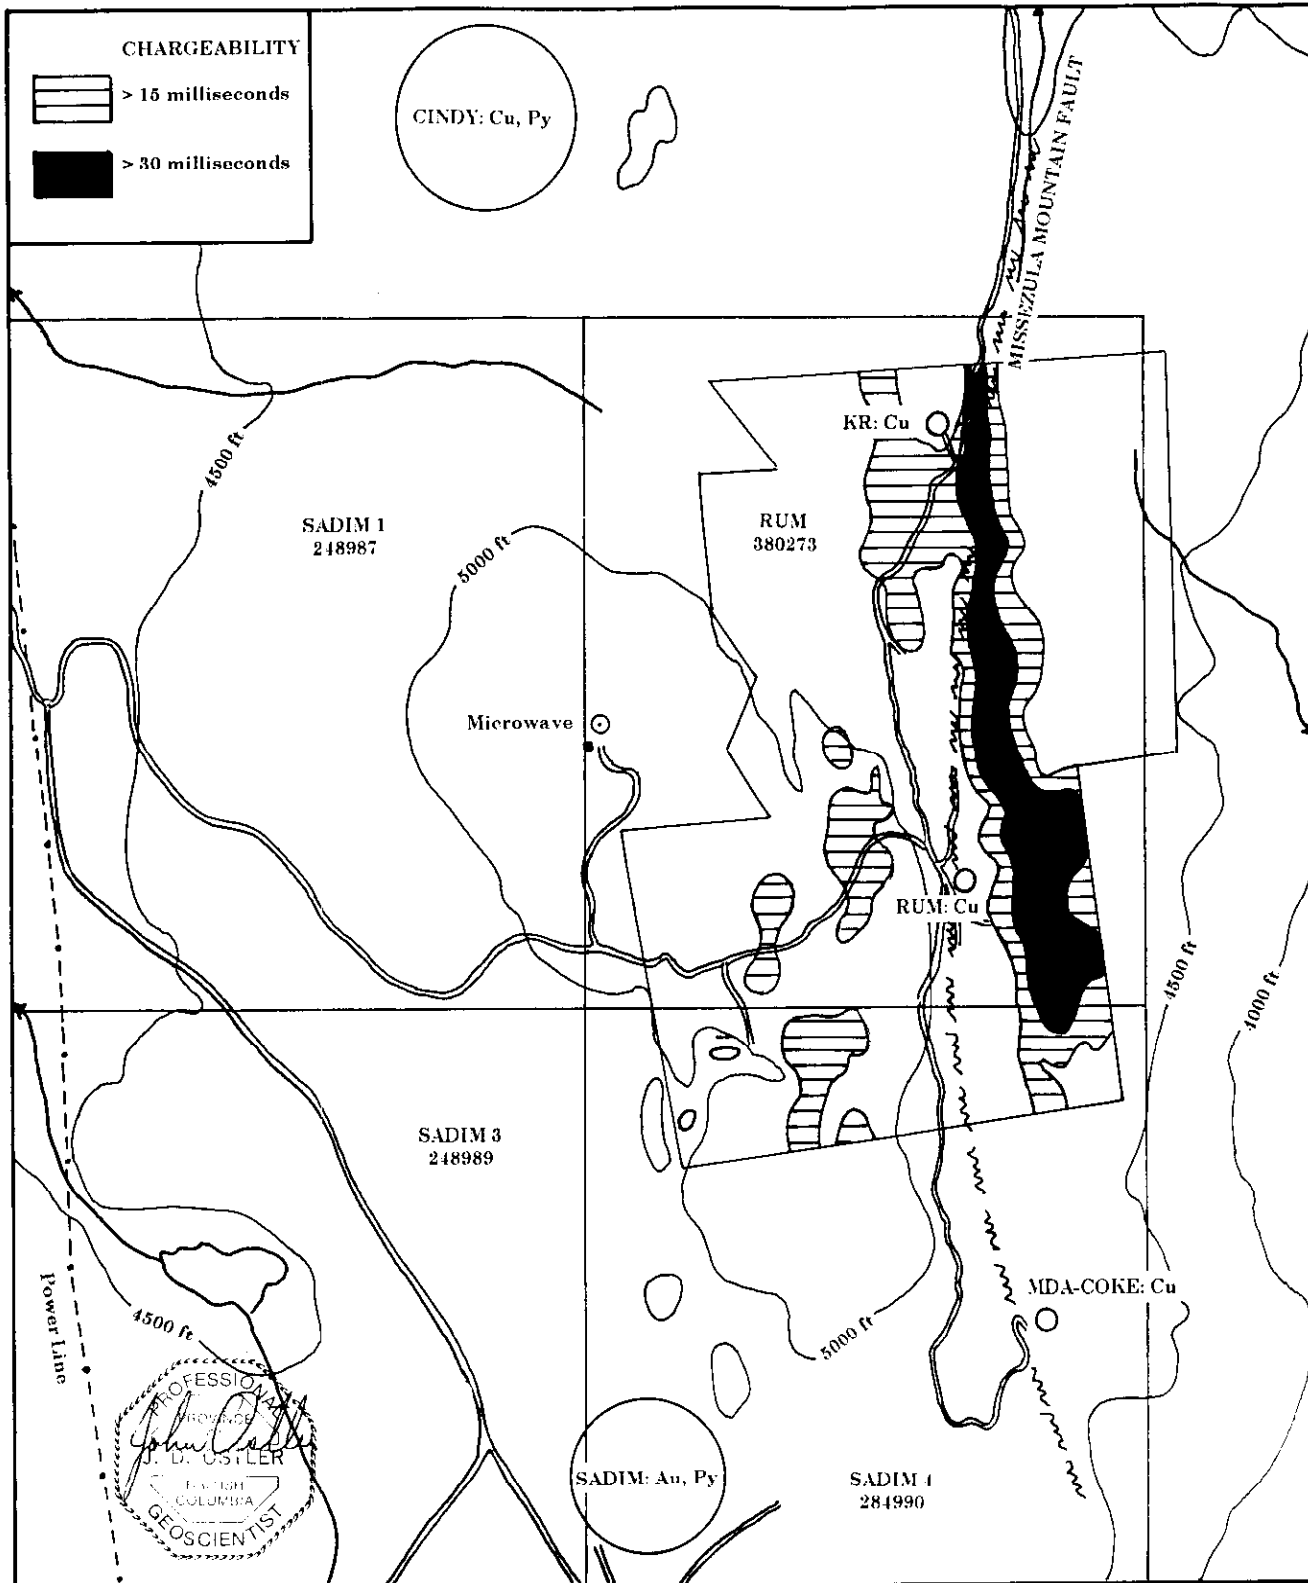 CHARGEABILITY
> 15 milliseconds
> 30 milliseconds
CINDY: Cu, Py
MISSEZULA MOUNTAIN FAULT
KR: Cu
4500 ft
SADIM 1
248987
RUM
380273
5000 ft
Microwave
RUM: Cu
4500 ft
4000 ft
SADIM 3
248989
Power Line
4500 ft
MDA-COKE: Cu
5000 ft
PROFESSIONAL
PROVINCE
John Ostler
J. D. OSTLER
BRITISH
COLUMBIA
GEOSCIENTIST
SADIM: Au, Py
SADIM 4
284990